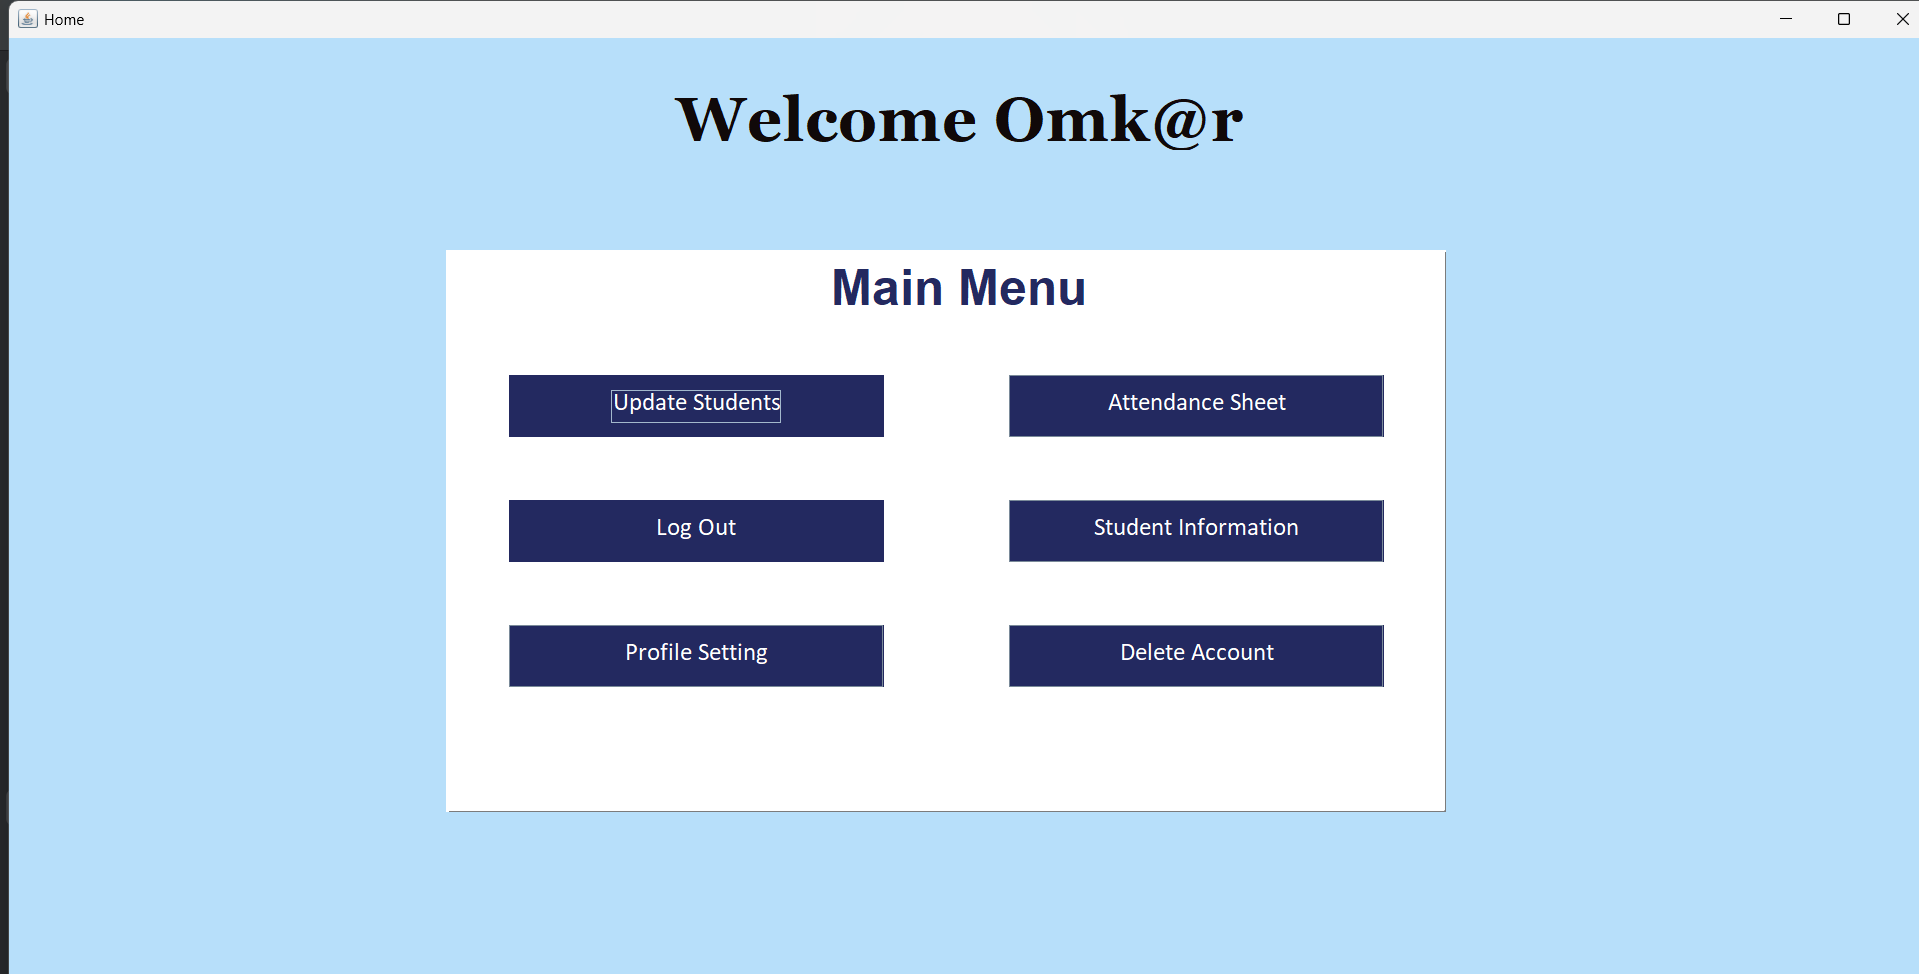 Home
Welcome Omk@r
Main Menu
Update Students
Attendance Sheet
Log Out
Student Information
Profile Setting
Delete Account